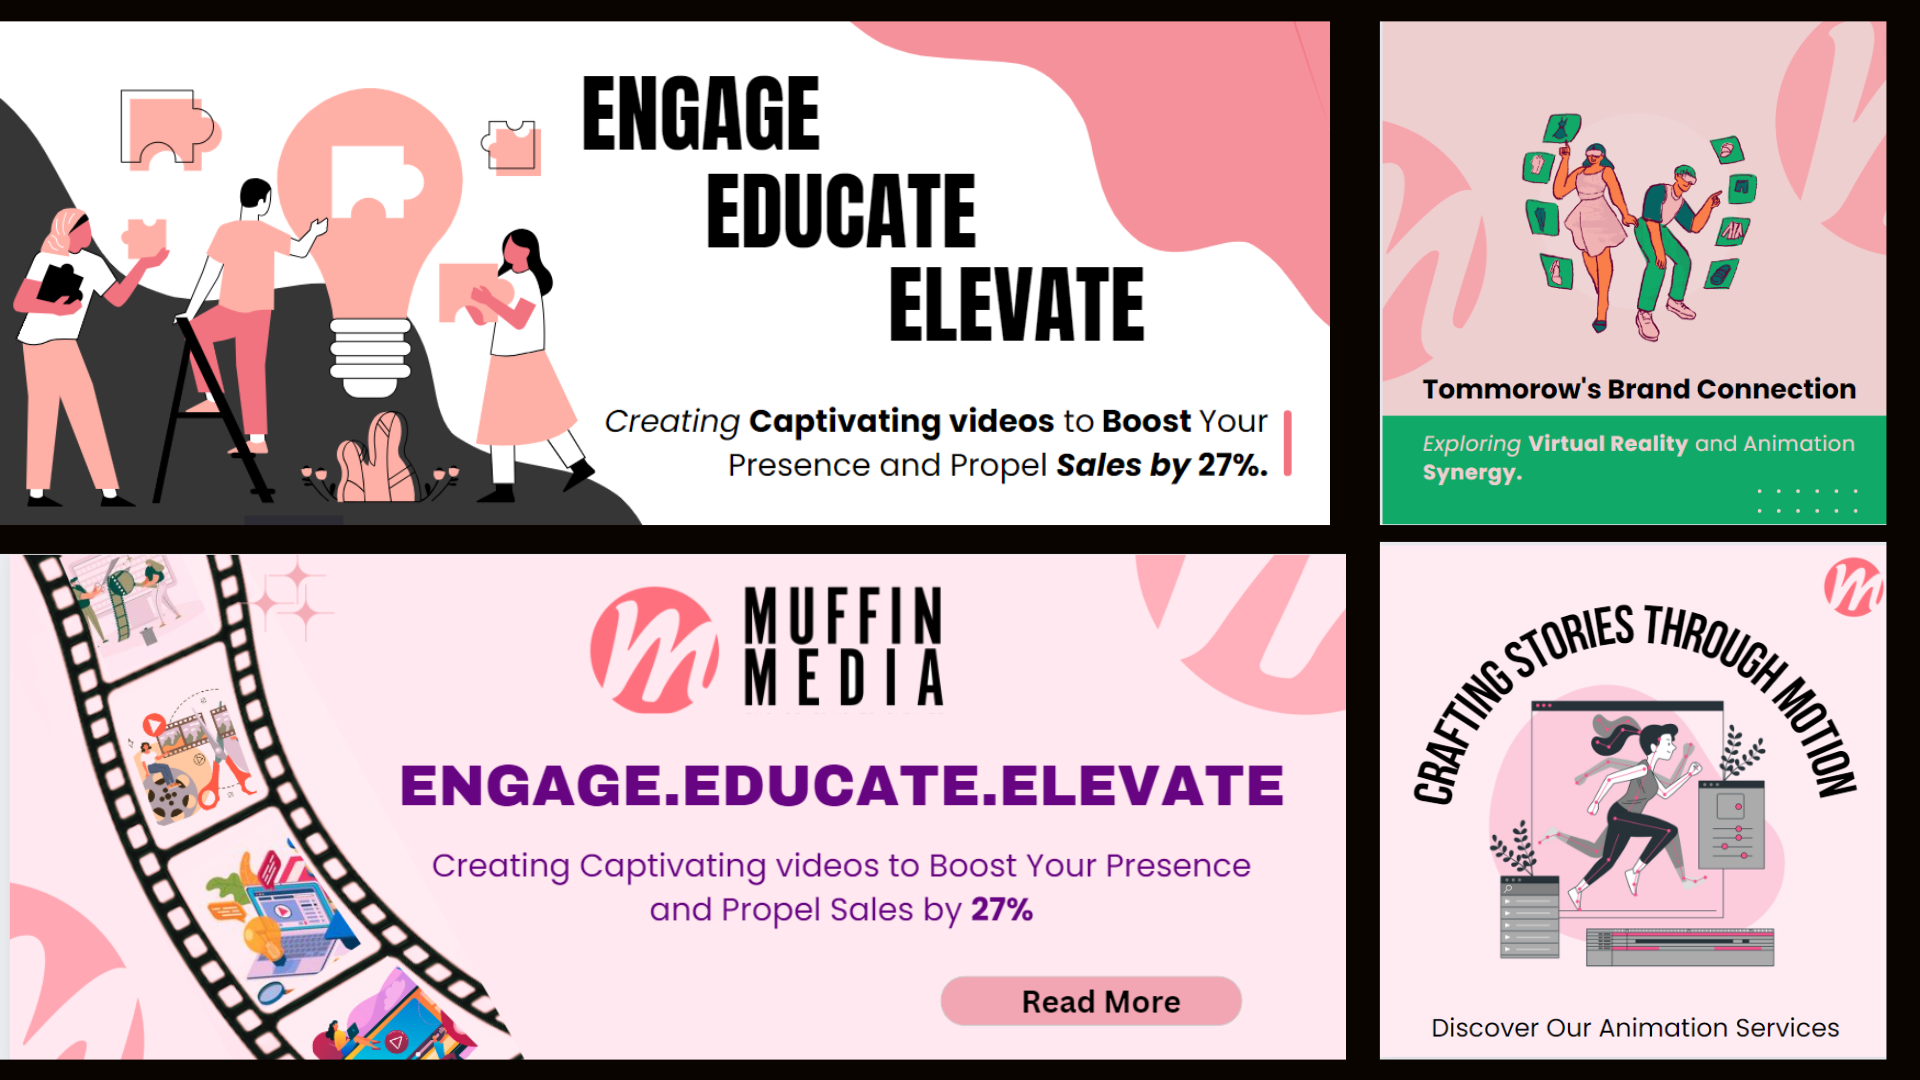 ENGAGE
EDUCATE
ELEVATE
Creating Captivating videos to Boost Your
Presence and Propel Sales by 27%.
Tommorow's Brand Connection
Exploring Virtual Reality and Animation
Synergy.
m MUFFIN
MEDIA
ENGAGE.EDUCATE.ELEVATE
Creating Captivating videos to Boost Your Presence
and Propel Sales by 27%
Read More
m
CRAFTING STORIES THROUGH MOTION
Discover Our Animation Services